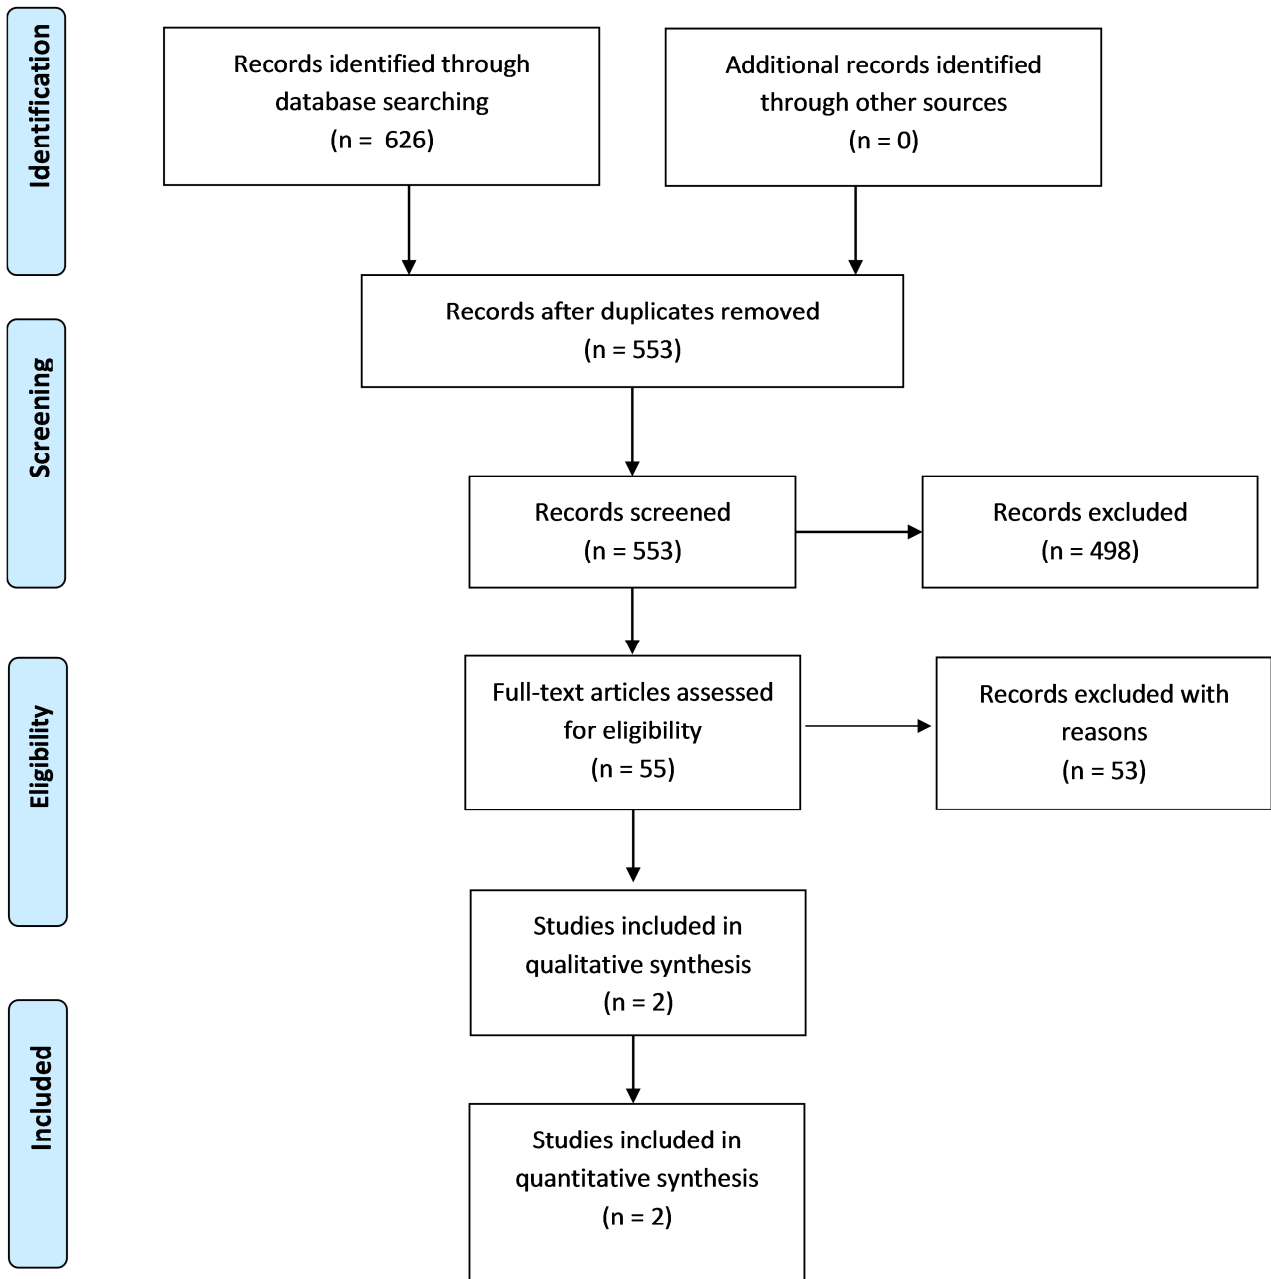 Identification
Records identified through
database searching
(n = 626)
Additional records identified
through other sources
(n = 0)
Records after duplicates removed
(n = 553)
Screening
Records screened
(n = 553)
Records excluded
(n = 498)
Eligibility
Full-text articles assessed
for eligibility
(n = 55)
Records excluded with
reasons
(n = 53)
Studies included in
qualitative synthesis
(n = 2)
Included
Studies included in
quantitative synthesis
(n = 2)